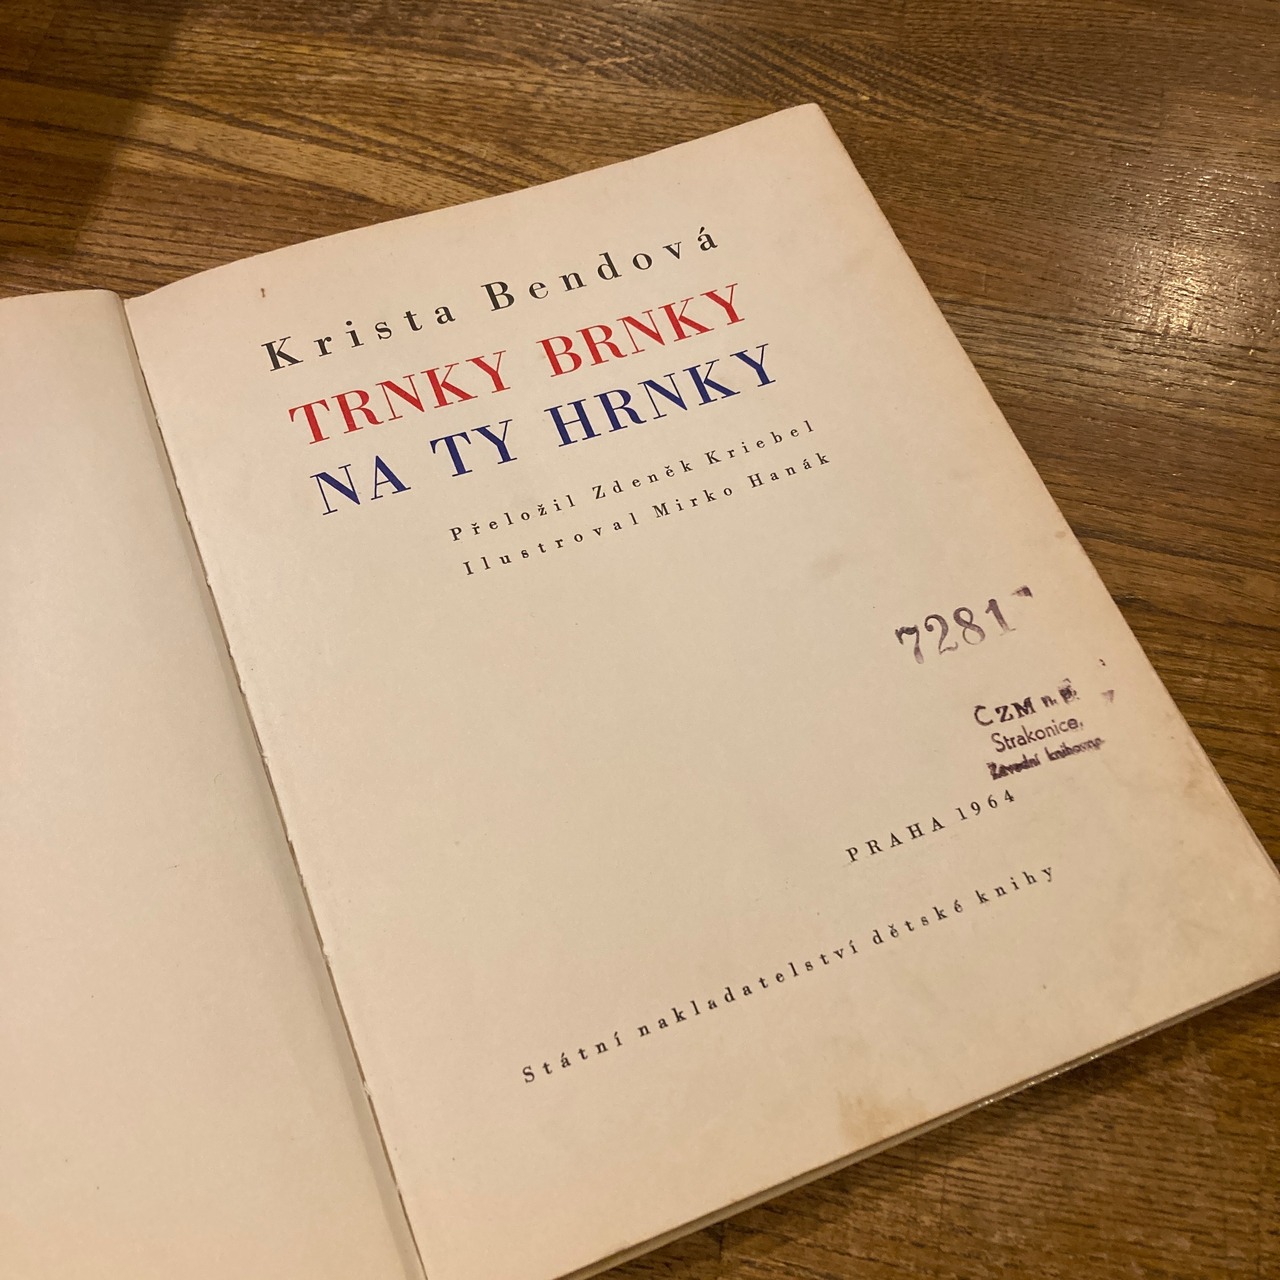 Krista Bendová
TRNKY BRNKY
NA TY HRNKY
Přeložil Zdeněk Kriebel
Ilustroval Mirko Hanák
7281
ČZM n. p.
Strakonice,
Závodní knihovna
PRAHA 1964
Státní nakladatelství dětské knihy